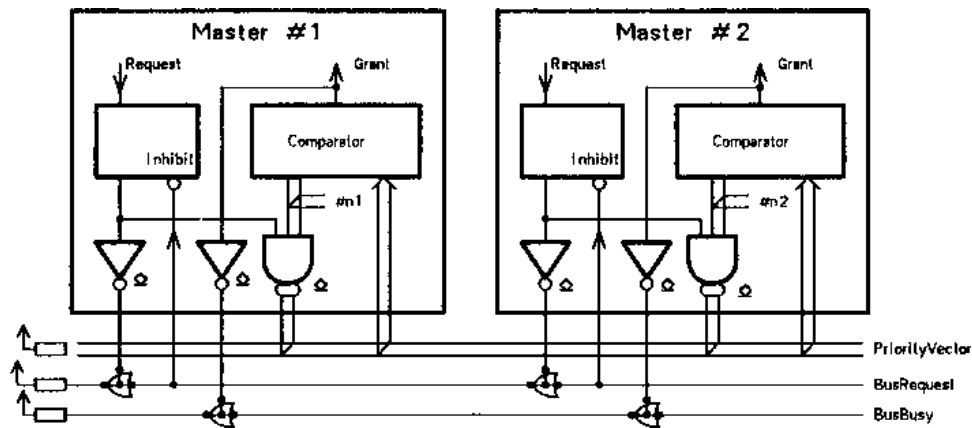 Master #1
Master #2
Request
Grant
Request
Grant
Inhibit
Comparator
Inhibit
Comparator
#n1
#n2
PriorityVector
BusRequest
BusBusy